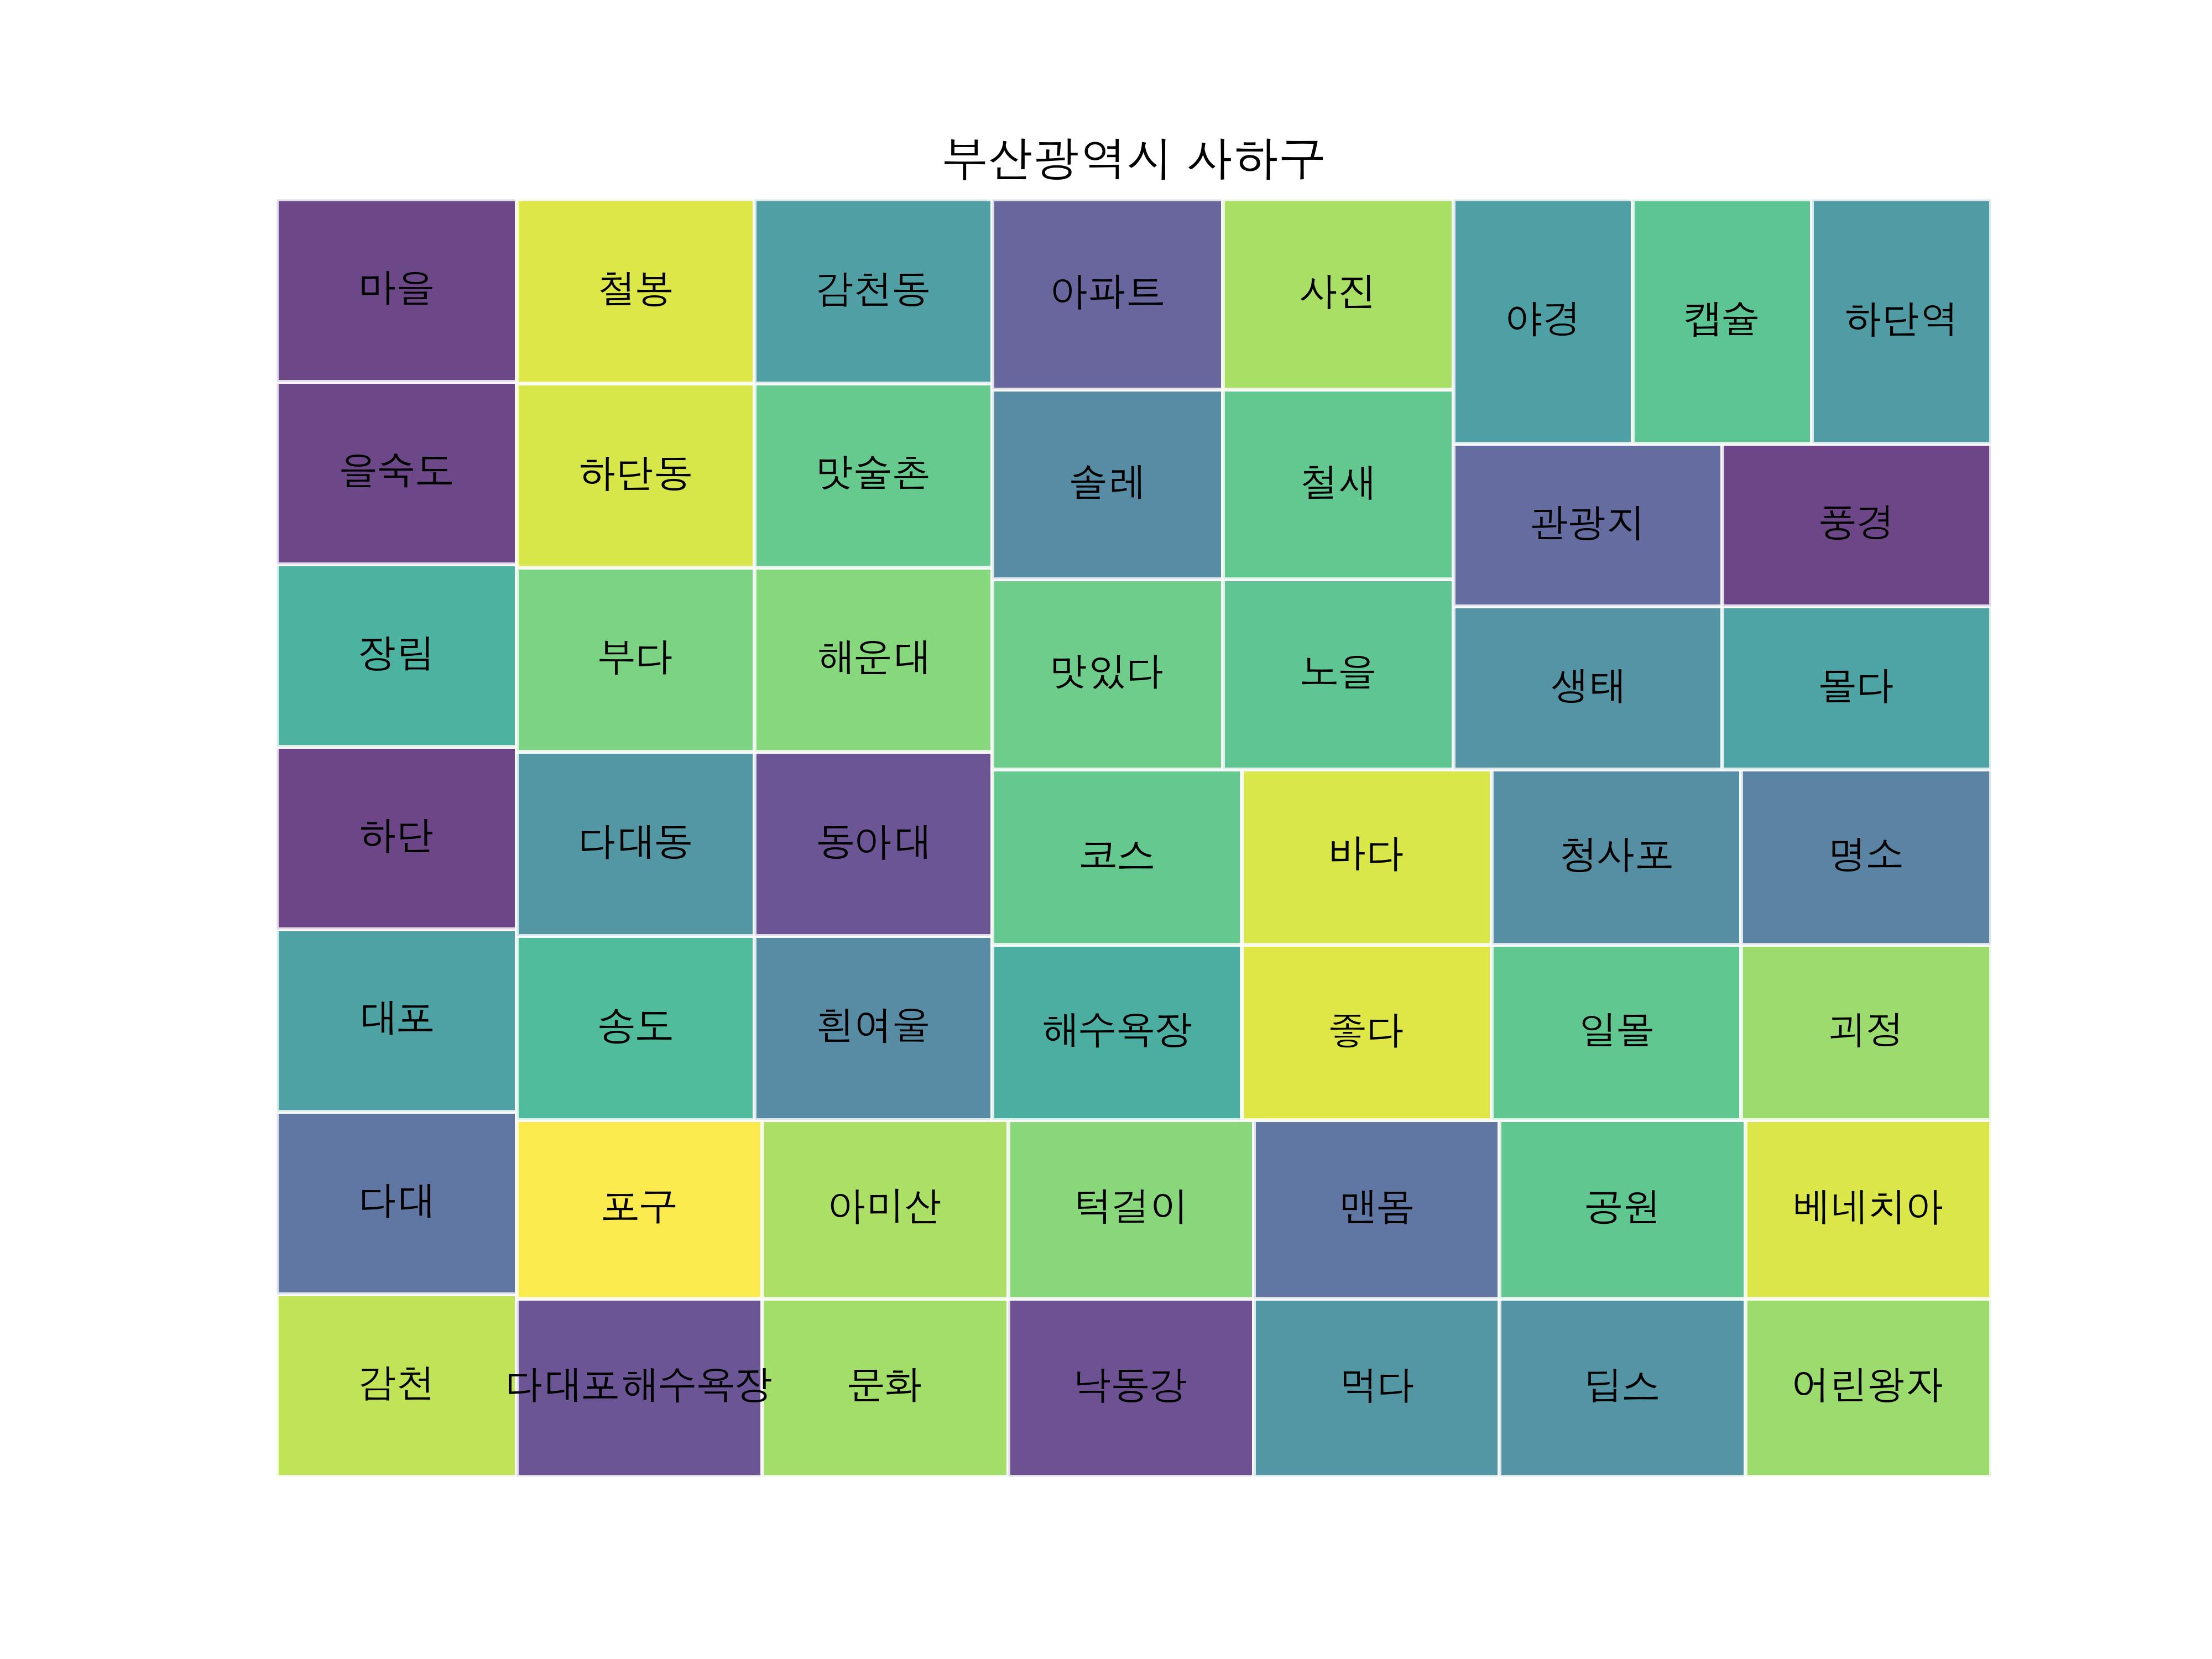 부산광역시 사하구
마을
철봉
감천동
아파트
사진
야경
캡슐
하단역
을숙도
하단동
맛술촌
솔레
철새
관광지
풍경
장림
부다
해운대
맛있다
노을
생태
몰다
하단
다대동
동아대
코스
바다
청사포
명소
대포
송도
흰여울
해수욕장
좋다
일몰
괴정
다대
포구
아미산
턱걸이
맨몸
공원
베네치아
감천
다대포해수욕장
문화
낙동강
먹다
딥스
어린왕자